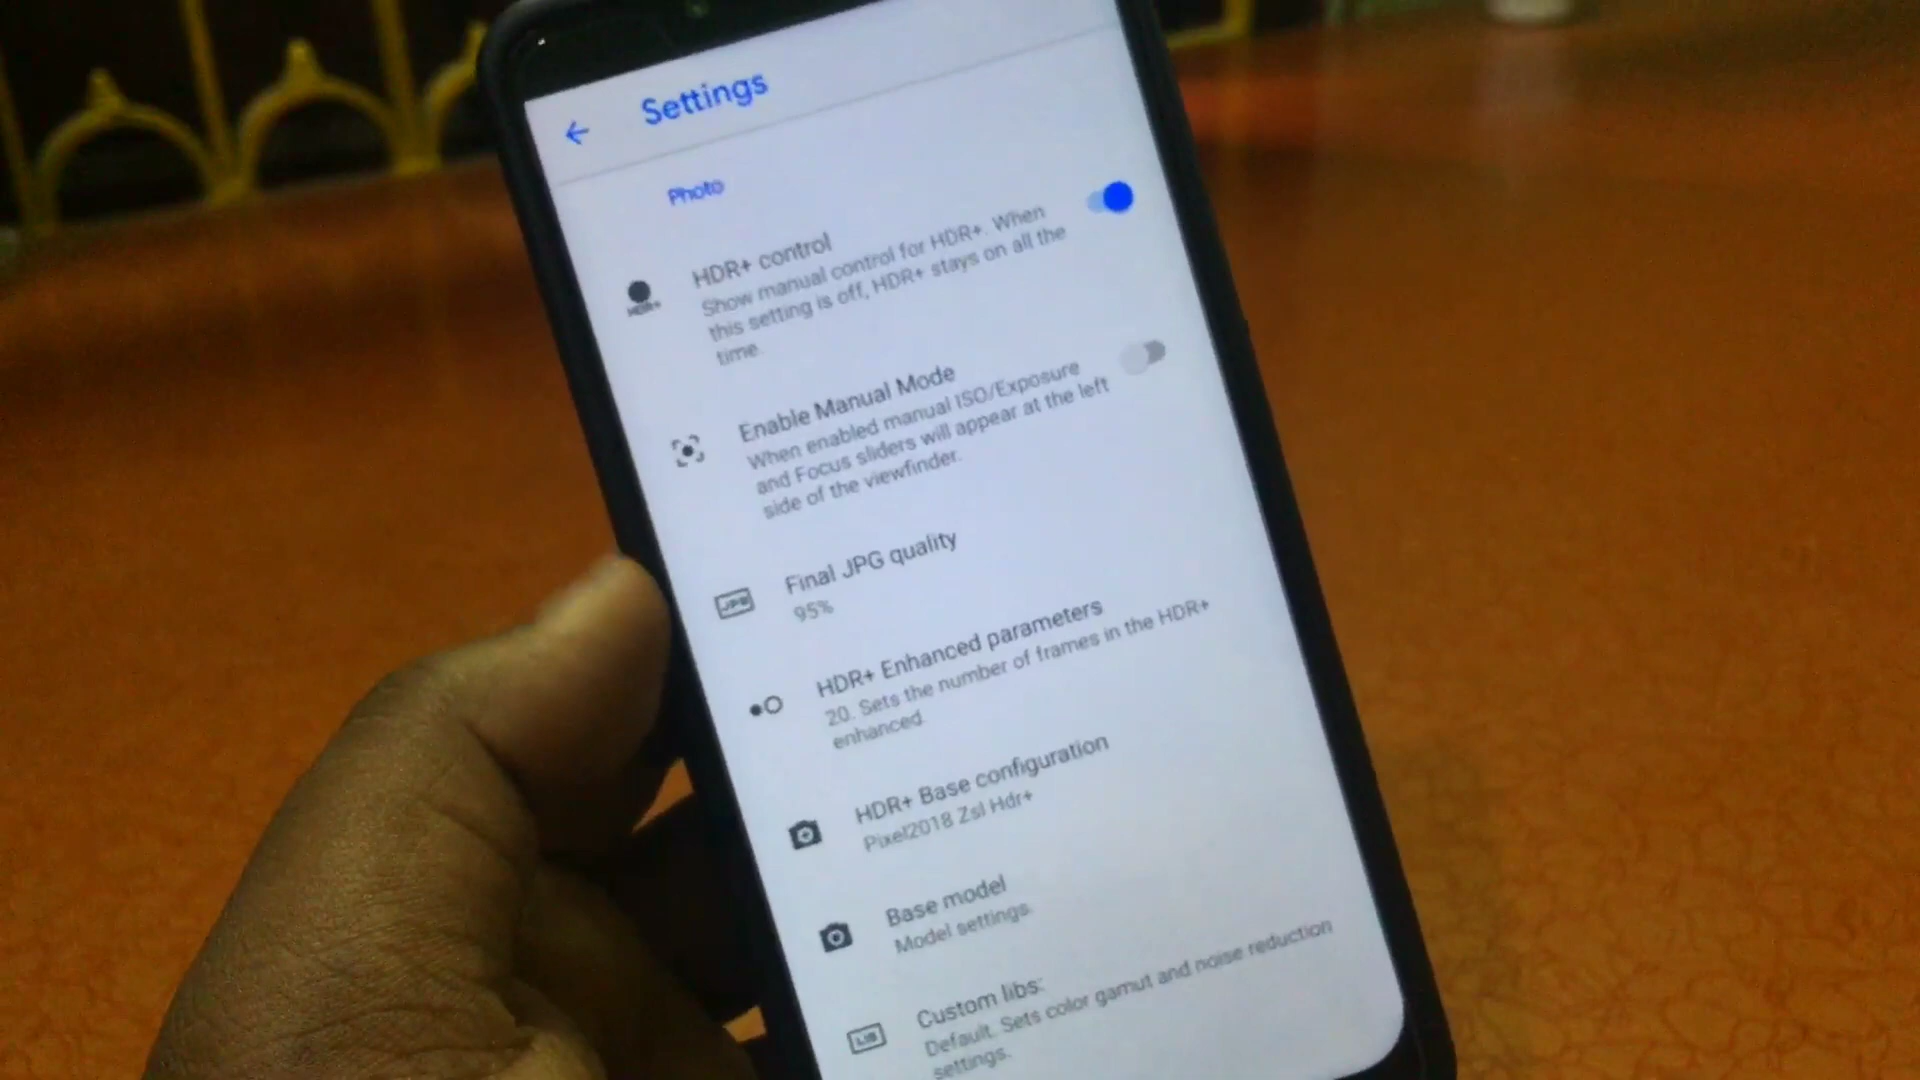 Settings
Photo
HDR+ control
Show manual control for HDR+. When
this setting is off, HDR+ stays on all the
time.
HDR+
Enable Manual Mode
When enabled manual ISO/Exposure
and Focus sliders will appear at the left
side of the viewfinder.
Final JPG quality
95%
JPG
HDR+ Enhanced parameters
20. Sets the number of frames in the HDR+
enhanced.
HDR+ Base configuration
Pixel2018 Zsl Hdr+
Base model
Model settings.
Custom libs:
Default. Sets color gamut and noise reduction
settings.
LIB